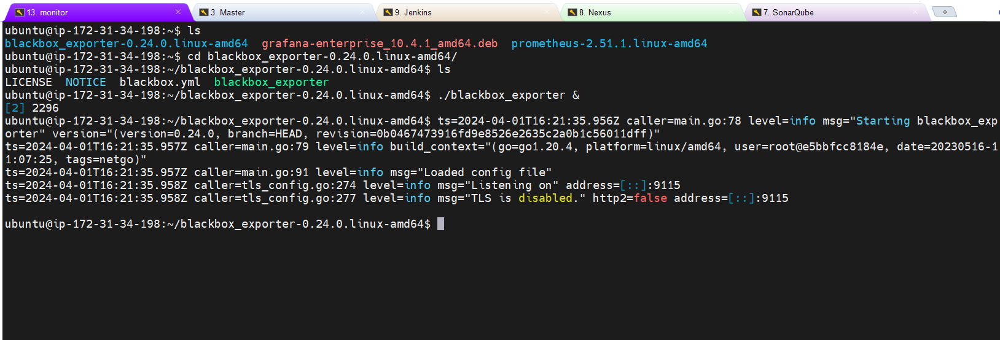 13. monitor
3. Master
9. Jenkins
8. Nexus
7. SonarQube
ubuntu@ip-172-31-34-198:~$ ls
blackbox_exporter-0.24.0.linux-amd64  grafana-enterprise_10.4.1_amd64.deb  prometheus-2.51.1.linux-amd64
ubuntu@ip-172-31-34-198:~$ cd blackbox_exporter-0.24.0.linux-amd64/
ubuntu@ip-172-31-34-198:~/blackbox_exporter-0.24.0.linux-amd64$ ls
LICENSE  NOTICE  blackbox.yml  blackbox_exporter
ubuntu@ip-172-31-34-198:~/blackbox_exporter-0.24.0.linux-amd64$ ./blackbox_exporter &
[2] 2296
ubuntu@ip-172-31-34-198:~/blackbox_exporter-0.24.0.linux-amd64$ ts=2024-04-01T16:21:35.956Z caller=main.go:78 level=info msg="Starting blackbox_exp
orter" version="(version=0.24.0, branch=HEAD, revision=0b0467473916fd9e8526e2635c2a0b1c56011dff)"
ts=2024-04-01T16:21:35.957Z caller=main.go:79 level=info build_context="(go=go1.20.4, platform=linux/amd64, user=root@e5bbfcc8184e, date=20230516-1
1:07:25, tags=netgo)"
ts=2024-04-01T16:21:35.957Z caller=main.go:91 level=info msg="Loaded config file"
ts=2024-04-01T16:21:35.958Z caller=tls_config.go:274 level=info msg="Listening on" address=[::]:9115
ts=2024-04-01T16:21:35.958Z caller=tls_config.go:277 level=info msg="TLS is disabled." http2=false address=[::]:9115
ubuntu@ip-172-31-34-198:~/blackbox_exporter-0.24.0.linux-amd64$